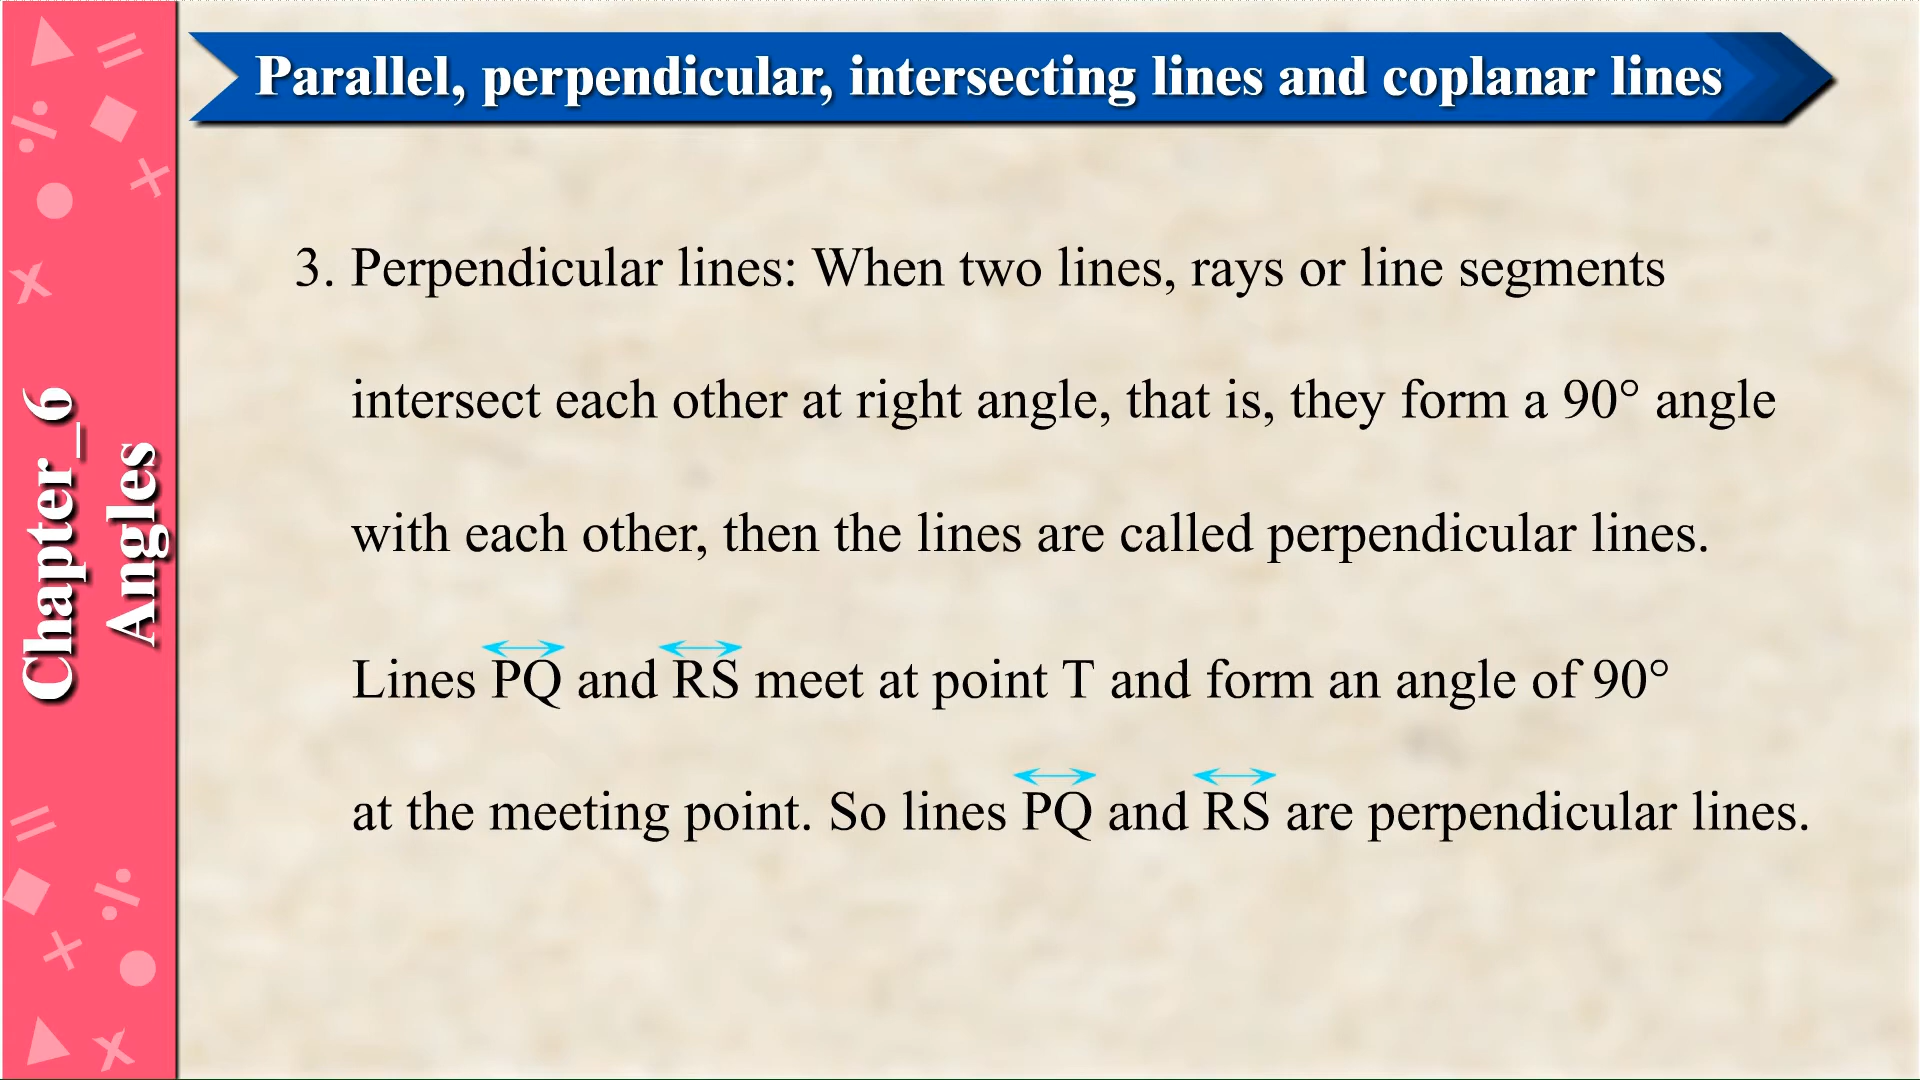 Parallel, perpendicular, intersecting lines and coplanar lines
Chapter_6
Angles
3. Perpendicular lines: When two lines, rays or line segments
intersect each other at right angle, that is, they form a 90° angle
with each other, then the lines are called perpendicular lines.
Lines PQ and RS meet at point T and form an angle of 90°
at the meeting point. So lines PQ and RS are perpendicular lines.